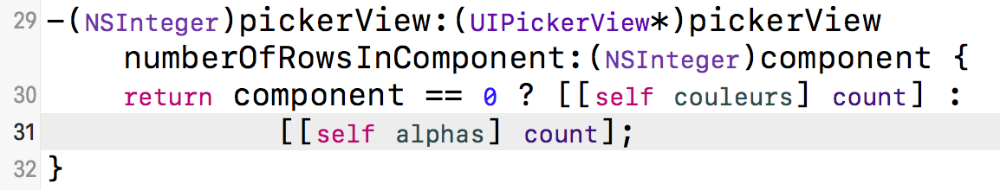 29 -(NSInteger)pickerView:(UIPickerView*)pickerView
numberOfRowsInComponent:(NSInteger)component {
30 return component == 0 ? [[self couleurs] count] :
31 [[self alphas] count];
32 }